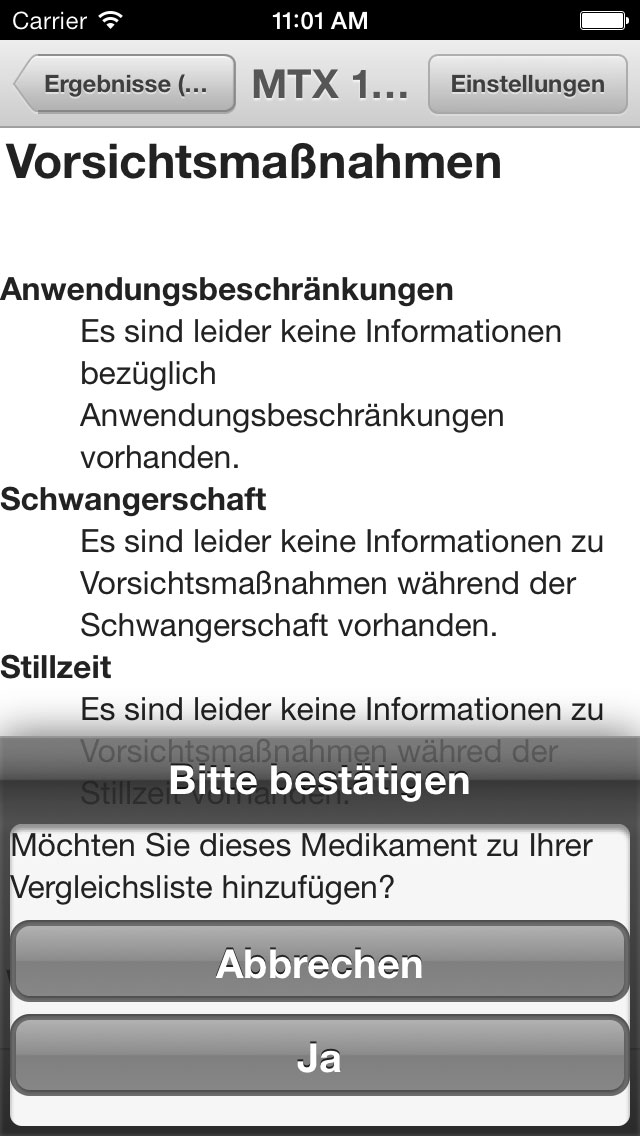 Carrier 11:01 AM
Ergebnisse (... MTX 1... Einstellungen
Vorsichtsmaßnahmen
Anwendungsbeschränkungen
Es sind leider keine Informationen
bezüglich
Anwendungsbeschränkungen
vorhanden.
Schwangerschaft
Es sind leider keine Informationen zu
Vorsichtsmaßnahmen während der
Schwangerschaft vorhanden.
Stillzeit
Es sind leider keine Informationen zu
Vorsichtsmaßnahmen währed der
Stillzeit vorhanden.
Bitte bestätigen
Möchten Sie dieses Medikament zu Ihrer
Vergleichsliste hinzufügen?
Abbrechen
Ja